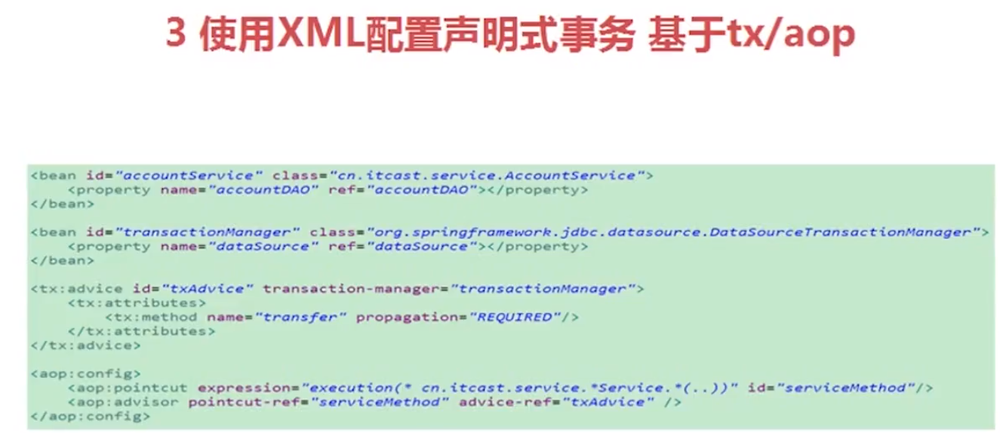 3 使用XML配置声明式事务 基于tx/aop
<bean id="accountService" class="cn.itcast.service.AccountService">
<property name="accountDAO" ref="accountDAO"></property>
</bean>
<bean id="transactionManager" class="org.springframework.jdbc.datasource.DataSourceTransactionManager">
<property name="dataSource" ref="dataSource"></property>
</bean>
<tx:advice id="txAdvice" transaction-manager="transactionManager">
<tx:attributes>
<tx:method name="transfer" propagation="REQUIRED"/>
</tx:attributes>
</tx:advice>
<aop:config>
<aop:pointcut expression="execution(* cn.itcast.service.*Service.*(..))" id="serviceMethod"/>
<aop:advisor pointcut-ref="serviceMethod" advice-ref="txAdvice" />
</aop:config>